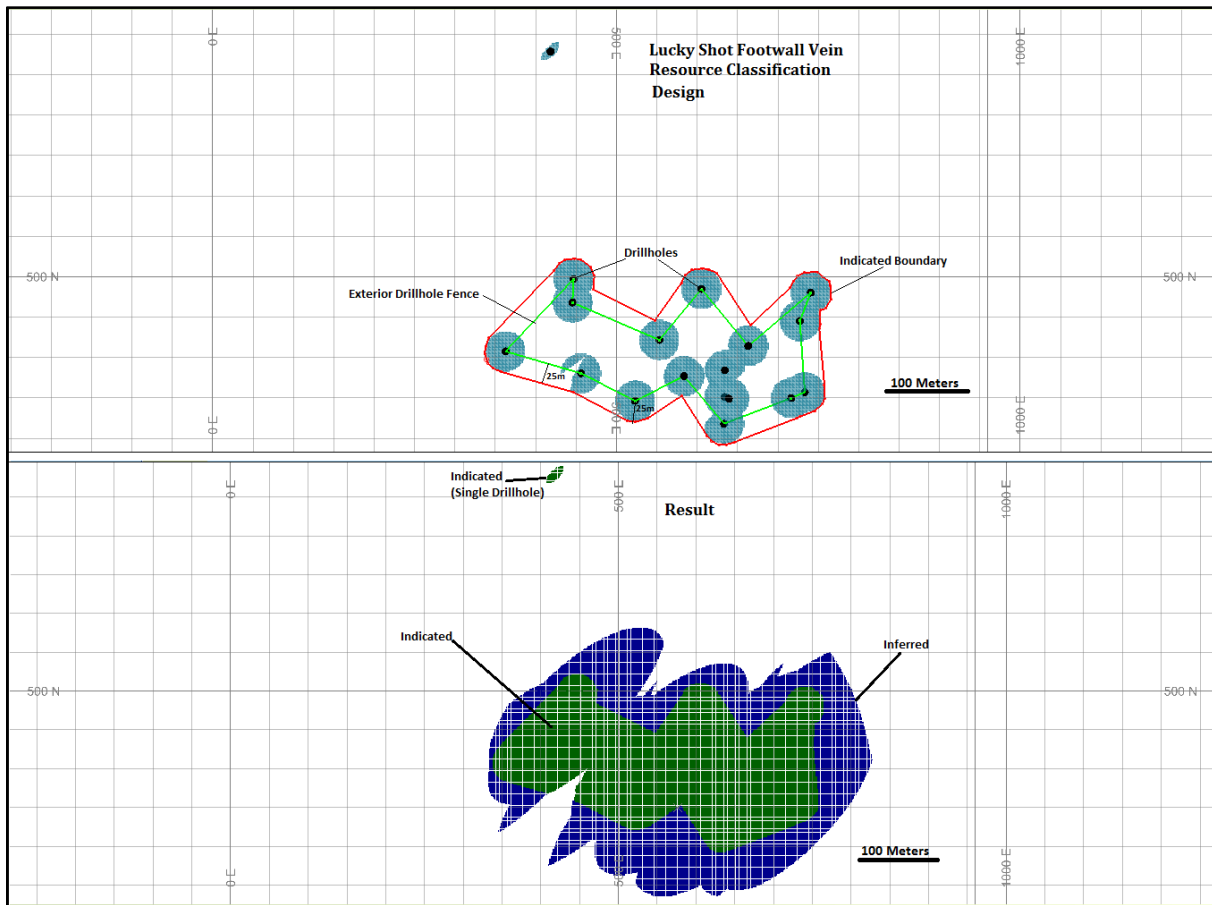 0 E
500 E
1000 E
Lucky Shot Footwall Vein
Resource Classification
Design
Drillholes
Indicated Boundary
500 N
500 N
Exterior Drillhole Fence
25m
25m
100 Meters
0 E
1000 E
Indicated
(Single Drillhole)
0 E
500 E
1000 E
Result
Indicated
Inferred
500 N
500 N
100 Meters
0 E
500 E
1000 E